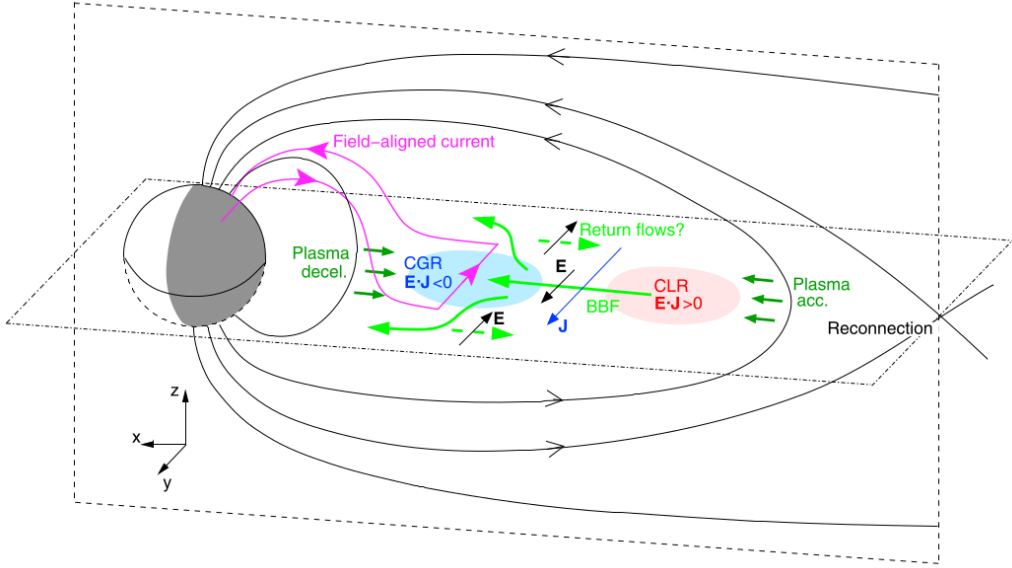 Field–aligned current
Return flows?
Plasma
decel.
CGR
E·J<0
E
CLR
E·J>0
Plasma
acc.
BBF
J
E
Reconnection
z
x
y